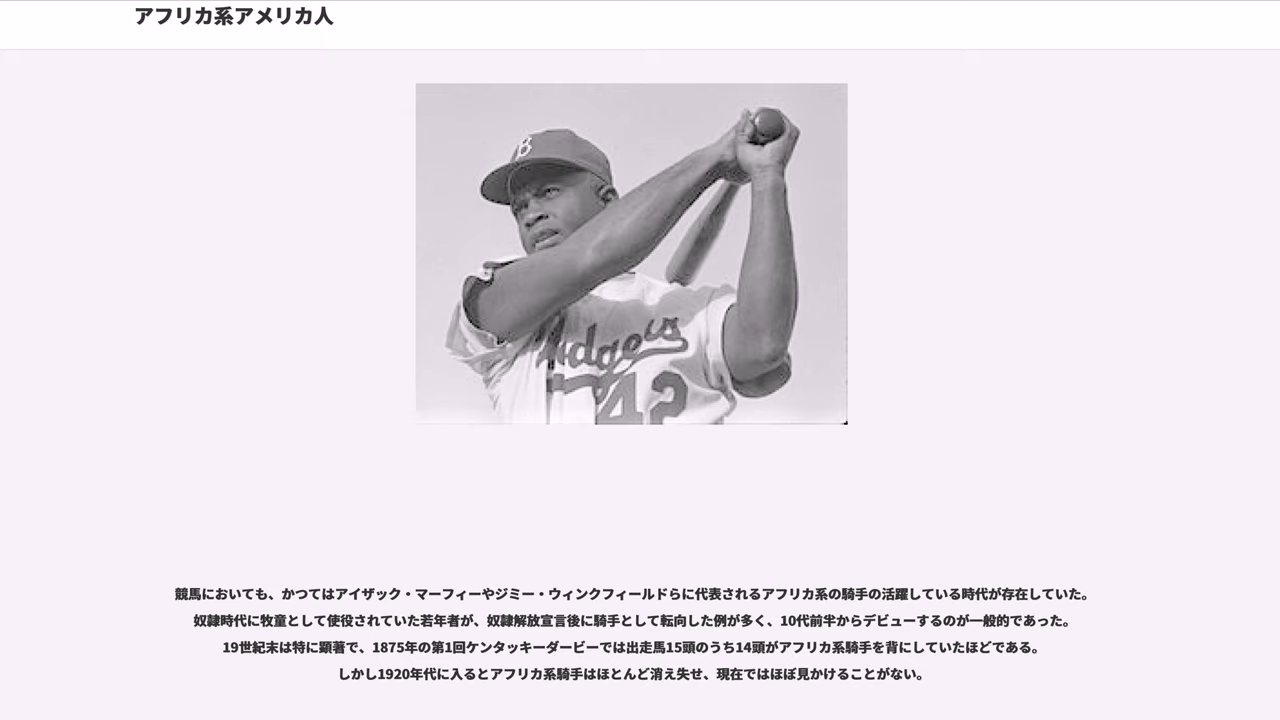 アフリカ系アメリカ人
B
Dodgers
42
競馬においても、かつてはアイザック・マーフィーやジミー・ウィンクフィールドらに代表されるアフリカ系の騎手の活躍している時代が存在していた。
奴隷時代に牧童として使役されていた若年者が、奴隷解放宣言後に騎手として転向した例が多く、10代前半からデビューするのが一般的であった。
19世紀末は特に顕著で、1875年の第1回ケンタッキーダービーでは出走馬15頭のうち14頭がアフリカ系騎手を背にしていたほどである。
しかし1920年代に入るとアフリカ系騎手はほとんど消え失せ、現在ではほぼ見かけることがない。